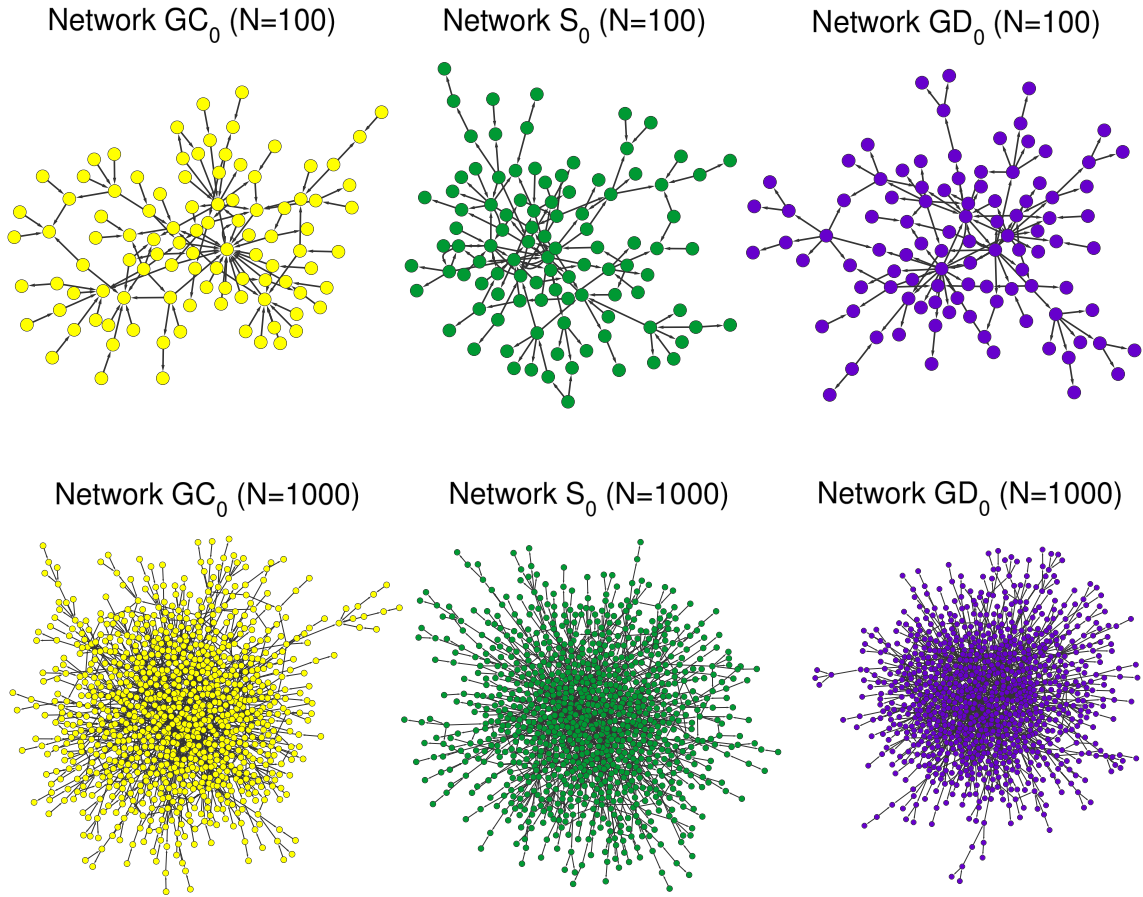 Network GC0 (N=100)
Network S0 (N=100)
Network GD0 (N=100)
Network GC0 (N=1000)
Network S0 (N=1000)
Network GD0 (N=1000)